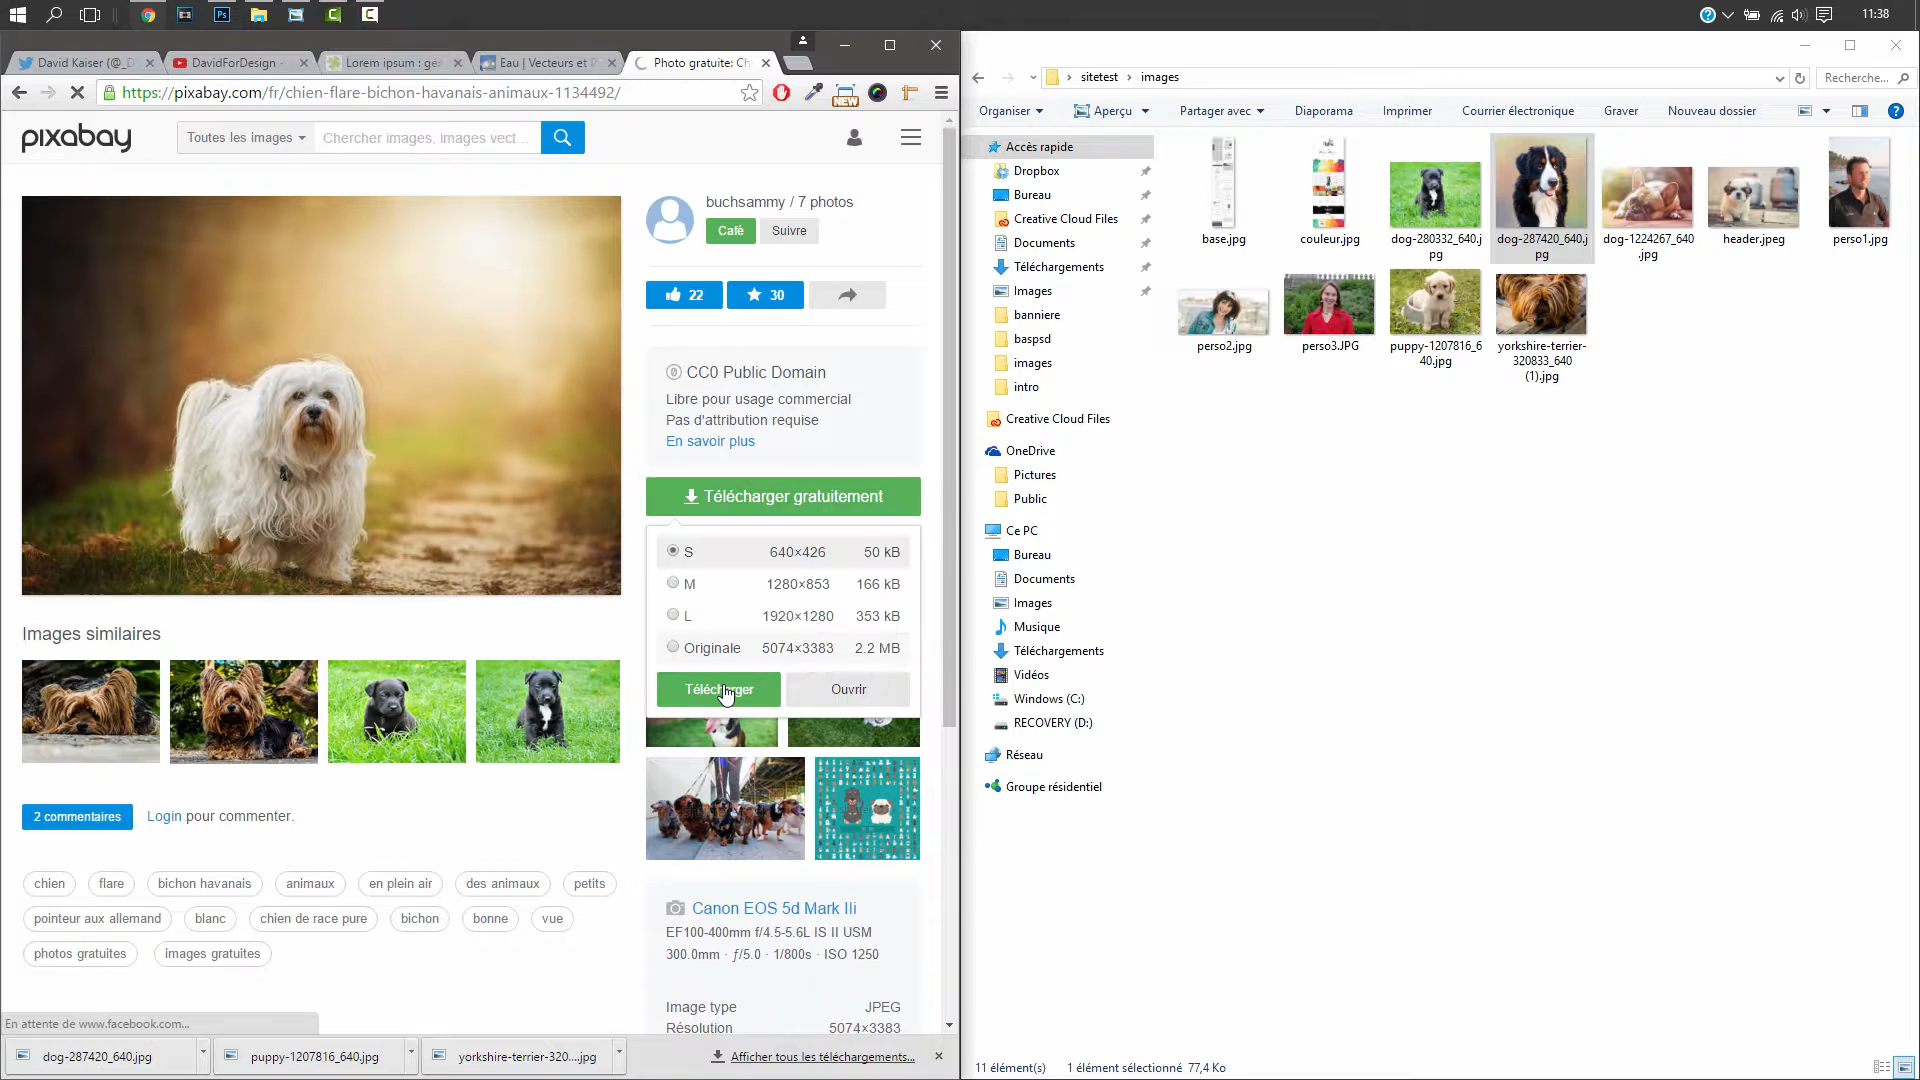 11:38
David Kaiser (@_D
DavidForDesign -
Lorem ipsum : gé
Eau | Vecteurs et P
Photo gratuite: Ch
https://pixabay.com/fr/chien-flare-bichon-havanais-animaux-1134492/
NEW
pixabay
Toutes les images
Chercher images, images vect...
buchsammy / 7 photos
Café
Suivre
22
30
CC0 Public Domain
Libre pour usage commercial
Pas d'attribution requise
En savoir plus
Télécharger gratuitement
S 640×426 50 kB
M 1280×853 166 kB
L 1920×1280 353 kB
Originale 5074×3383 2.2 MB
Télécharger
Ouvrir
Images similaires
2 commentaires
Login pour commenter.
chien
flare
bichon havanais
animaux
en plein air
des animaux
petits
pointeur aux allemand
blanc
chien de race pure
bichon
bonne
vue
photos gratuites
images gratuites
Canon EOS 5d Mark IIi
EF100-400mm f/4.5-5.6L IS II USM
300.0mm · ƒ/5.0 · 1/800s · ISO 1250
Image type JPEG
Résolution 5074×3383
En attente de www.facebook.com...
dog-287420_640.jpg
puppy-1207816_640.jpg
yorkshire-terrier-320....jpg
Afficher tous les téléchargements...
sitetest
images
Recherche...
Organiser
Aperçu
Partager avec
Diaporama
Imprimer
Courrier électronique
Graver
Nouveau dossier
Accès rapide
Dropbox
Bureau
Creative Cloud Files
Documents
Téléchargements
Images
banniere
baspsd
images
intro
Creative Cloud Files
OneDrive
Pictures
Public
Ce PC
Bureau
Documents
Images
Musique
Téléchargements
Vidéos
Windows (C:)
RECOVERY (D:)
Réseau
Groupe résidentiel
base.jpg
couleur.jpg
dog-280332_640.j
pg
dog-287420_640.j
pg
dog-1224267_640
.jpg
header.jpeg
perso1.jpg
perso2.jpg
perso3.JPG
puppy-1207816_6
40.jpg
yorkshire-terrier-
320833_640
(1).jpg
11 élément(s)
1 élément sélectionné 77,4 Ko